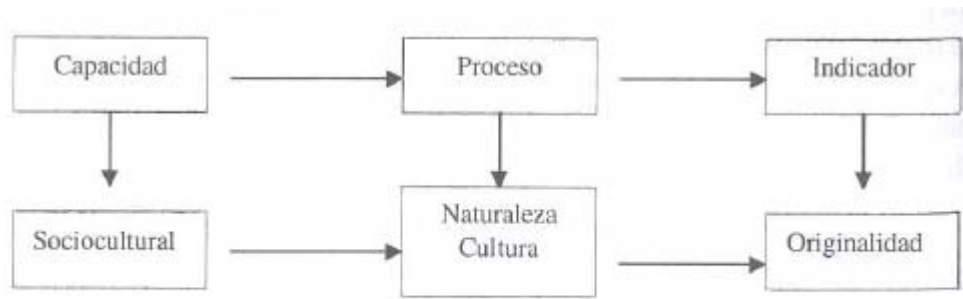 Capacidad
Proceso
Indicador
Sociocultural
Naturaleza
Cultura
Originalidad